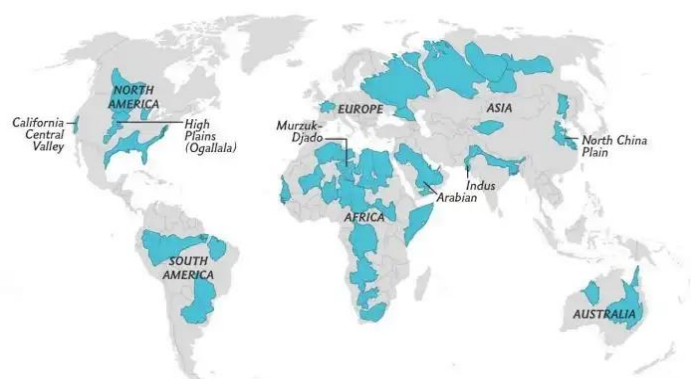 NORTH
AMERICA
California
Central
Valley
High
Plains
(Ogallala)
EUROPE
ASIA
Murzuk-
Djado
North China
Plain
Indus
Arabian
AFRICA
SOUTH
AMERICA
AUSTRALIA